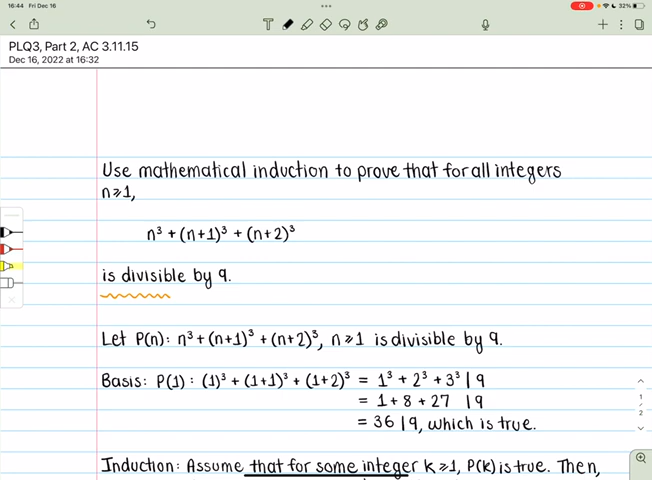 16:44 Fri Dec 16
32%
PLQ3, Part 2, AC 3.11.15
Dec 16, 2022 at 16:32
Use mathematical induction to prove that for all integers
n≥1,
n³ + (n+1)³ + (n+2)³
is divisible by 9.
Let P(n): n³ + (n+1)³ + (n+2)³, n≥1 is divisible by 9.
Basis: P(1) : (1)³ + (1+1)³ + (1+2)³ = 1³ + 2³ + 3³ | 9
= 1 + 8 + 27 | 9
= 36 | 9, which is true.
Induction: Assume that for some integer k≥1, P(k) is true. Then,
1
2